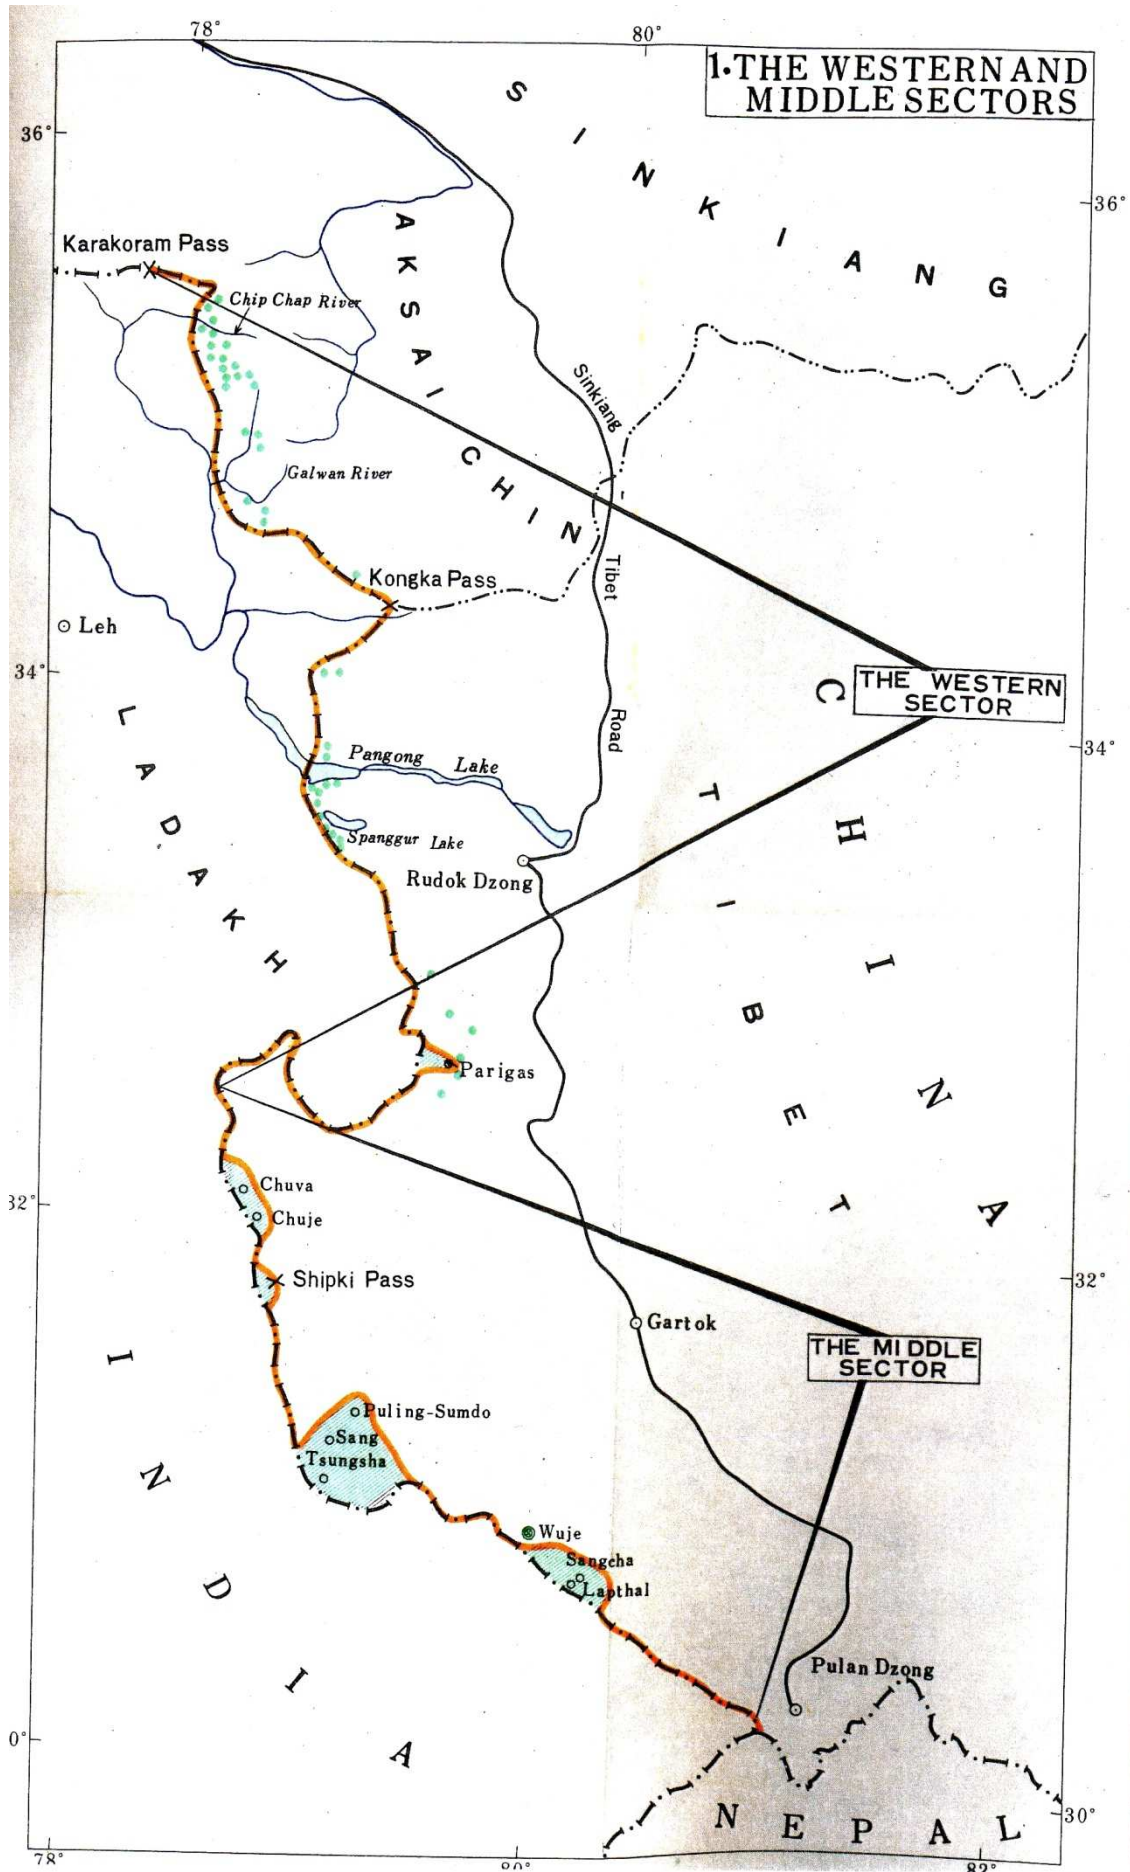 78°
80°
1. THE WESTERN AND
MIDDLE SECTORS
36°
36°
SINKIANG
AKSAI CHIN
Karakoram Pass
Chip Chap River
Sinkiang
Tibet
Road
Galwan River
Kongka Pass
Leh
34°
34°
THE WESTERN
SECTOR
LADAKH
Pangong Lake
Spanggur Lake
Rudok Dzong
CHINA
TIBET
Parigas
Chuva
Chuje
32°
32°
Shipki Pass
Gartok
THE MIDDLE
SECTOR
INDIA
Puling-Sumdo
Sang
Tsungsha
Wuje
Sangcha
Lapthal
Pulan Dzong
0°
30°
NEPAL
78°
80°
82°